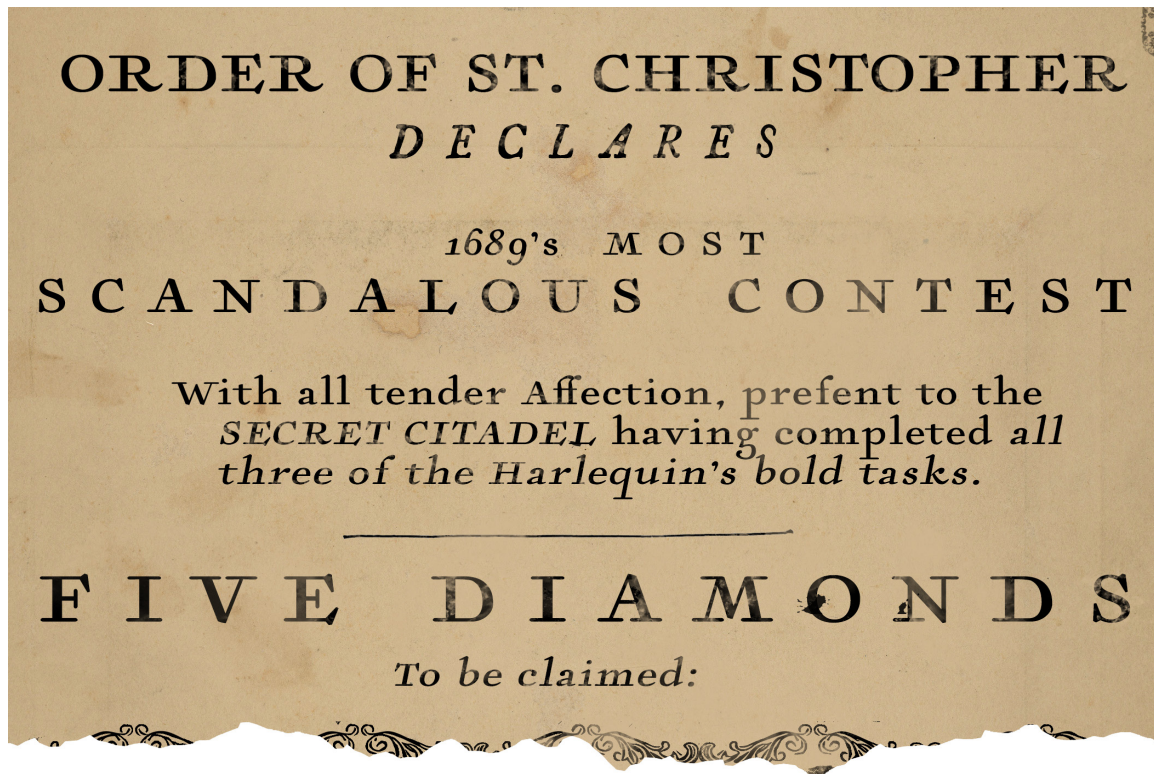 ORDER OF ST. CHRISTOPHER
DECLARES
1689's MOST
SCANDALOUS CONTEST
With all tender Affection, prefent to the
SECRET CITADEL having completed all
three of the Harlequin's bold tasks.
FIVE DIAMONDS
To be claimed: